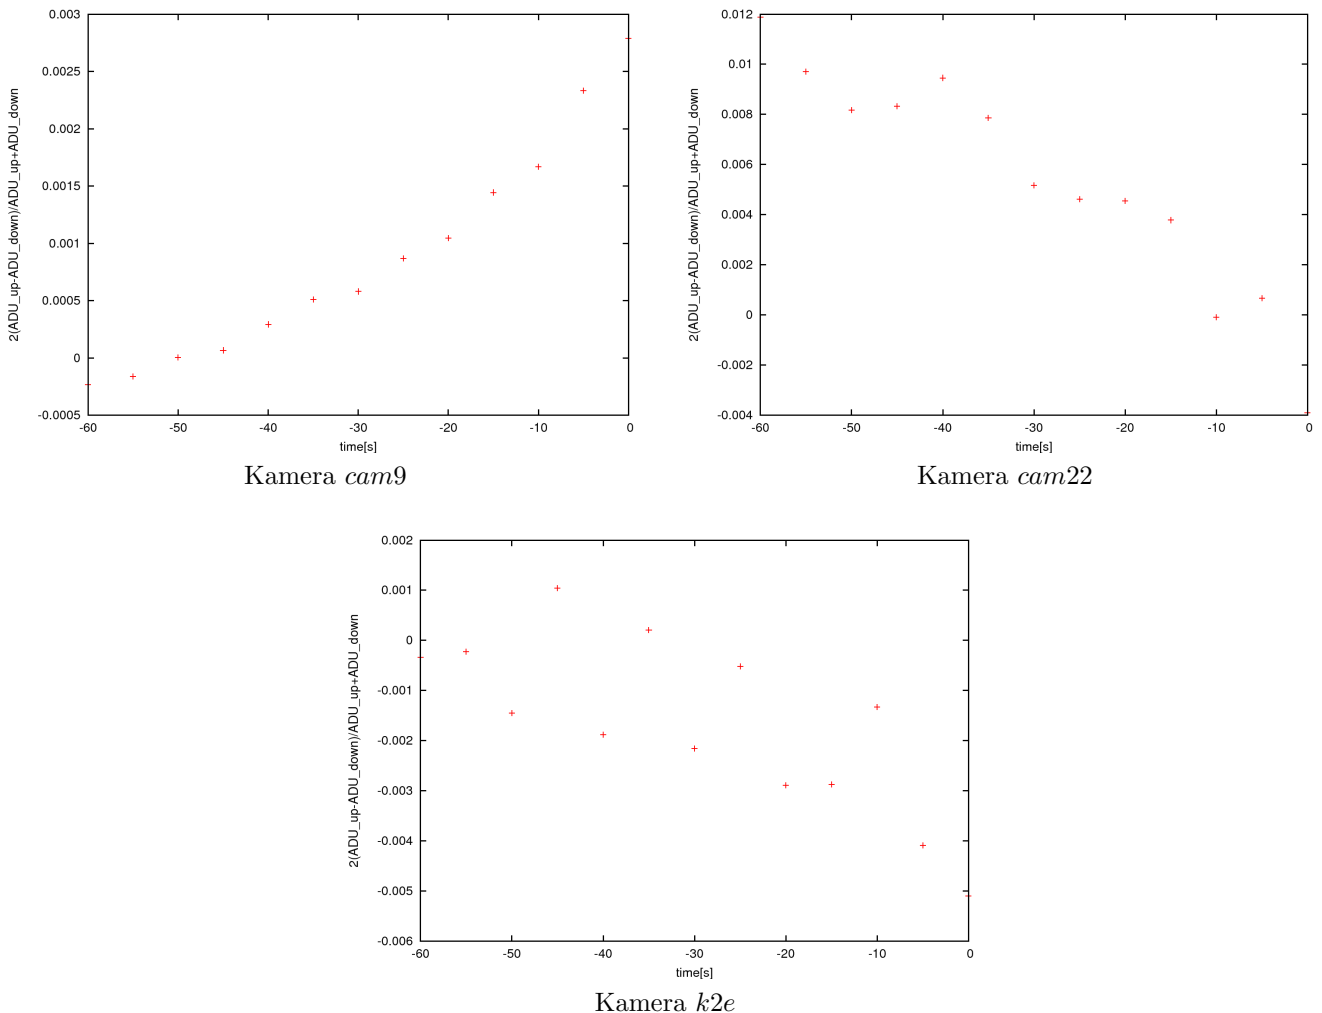 0.003
0.0025
0.002
0.0015
0.001
0.0005
0
-0.0005
2(ADU_up-ADU_down)/ADU_up+ADU_down
-60 -50 -40 -30 -20 -10 0
time[s]
Kamera cam9
0.012
0.01
0.008
0.006
0.004
0.002
0
-0.002
-0.004
2(ADU_up-ADU_down)/ADU_up+ADU_down
-60 -50 -40 -30 -20 -10 0
time[s]
Kamera cam22
0.002
0.001
0
-0.001
-0.002
-0.003
-0.004
-0.005
-0.006
2(ADU_up-ADU_down)/ADU_up+ADU_down
-60 -50 -40 -30 -20 -10 0
time[s]
Kamera k2e